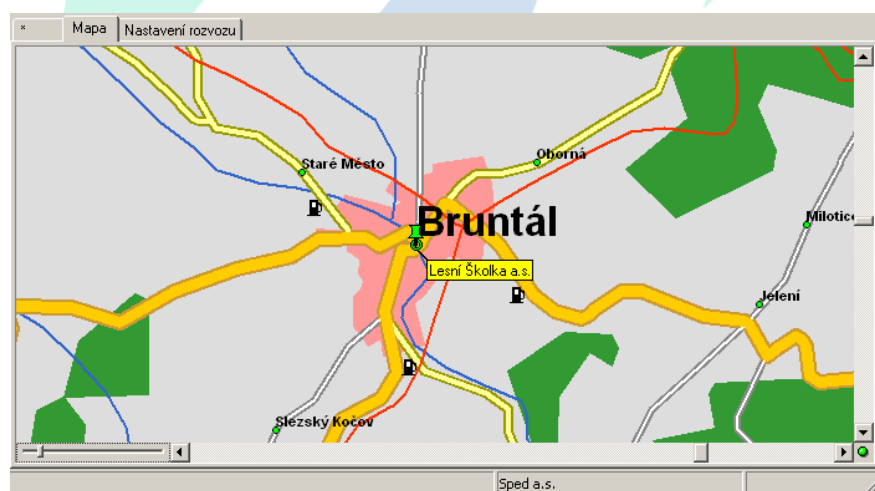 *
Mapa
Nastavení rozvozu
Oborná
Staré Město
Bruntál
Lesní Školka a.s.
Jelení
Slezský Kočov
Sped a.s.